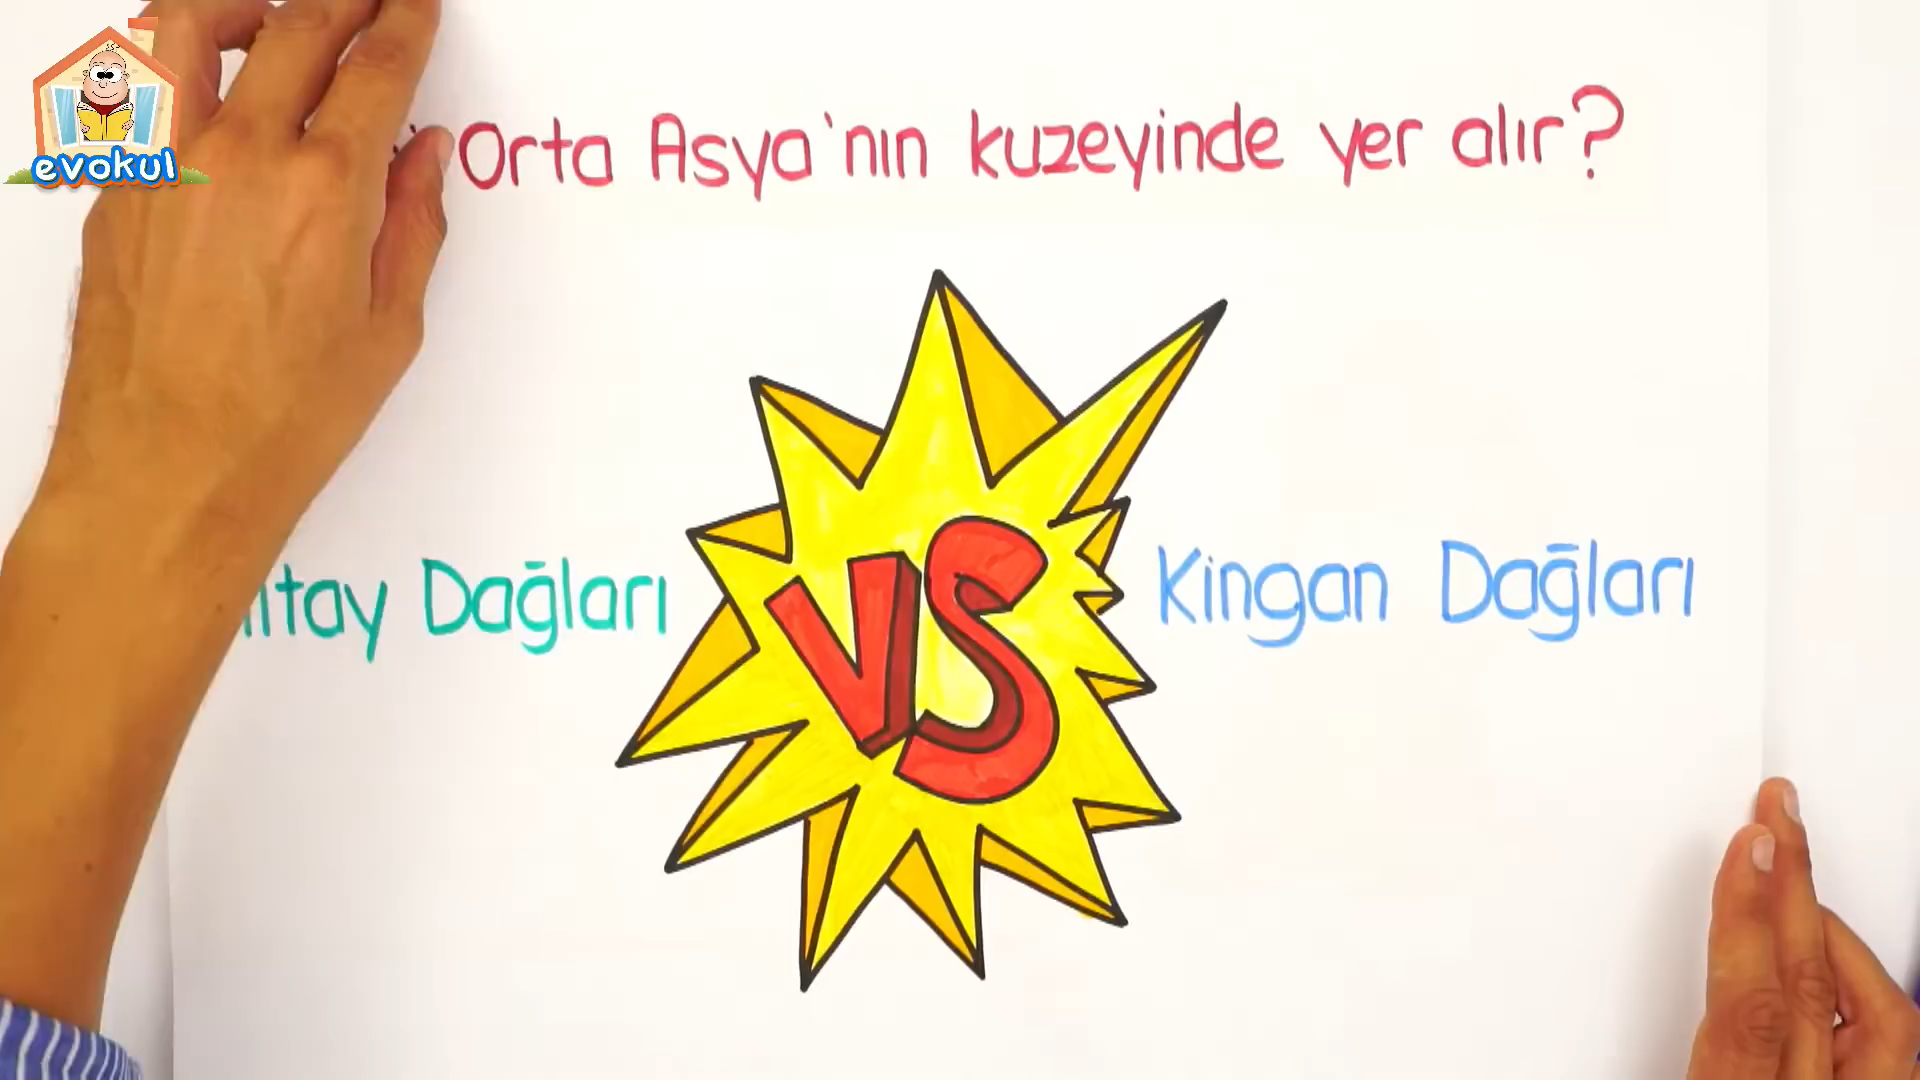 evokul
Orta Asya'nın kuzeyinde yer alır?
Dağları
VS
Kingan Dağları